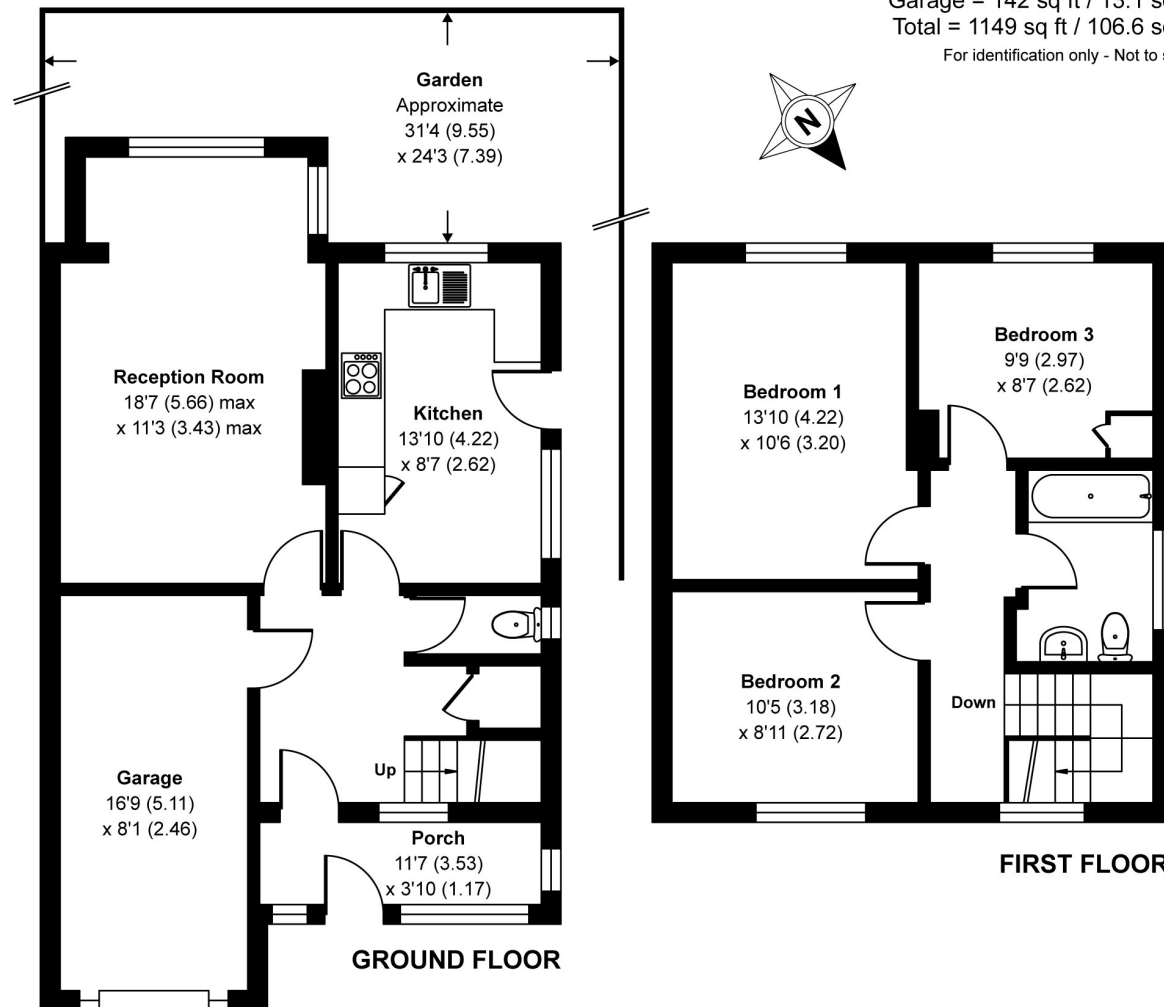 Garage = 142 sq ft / 13.1 sq
Total = 1149 sq ft / 106.6 sq
For identification only - Not to s
N
Garden
Approximate
31'4 (9.55)
x 24'3 (7.39)
Reception Room
18'7 (5.66) max
x 11'3 (3.43) max
Kitchen
13'10 (4.22)
x 8'7 (2.62)
Garage
16'9 (5.11)
x 8'1 (2.46)
Up
Porch
11'7 (3.53)
x 3'10 (1.17)
GROUND FLOOR
Bedroom 1
13'10 (4.22)
x 10'6 (3.20)
Bedroom 3
9'9 (2.97)
x 8'7 (2.62)
Bedroom 2
10'5 (3.18)
x 8'11 (2.72)
Down
FIRST FLOOR